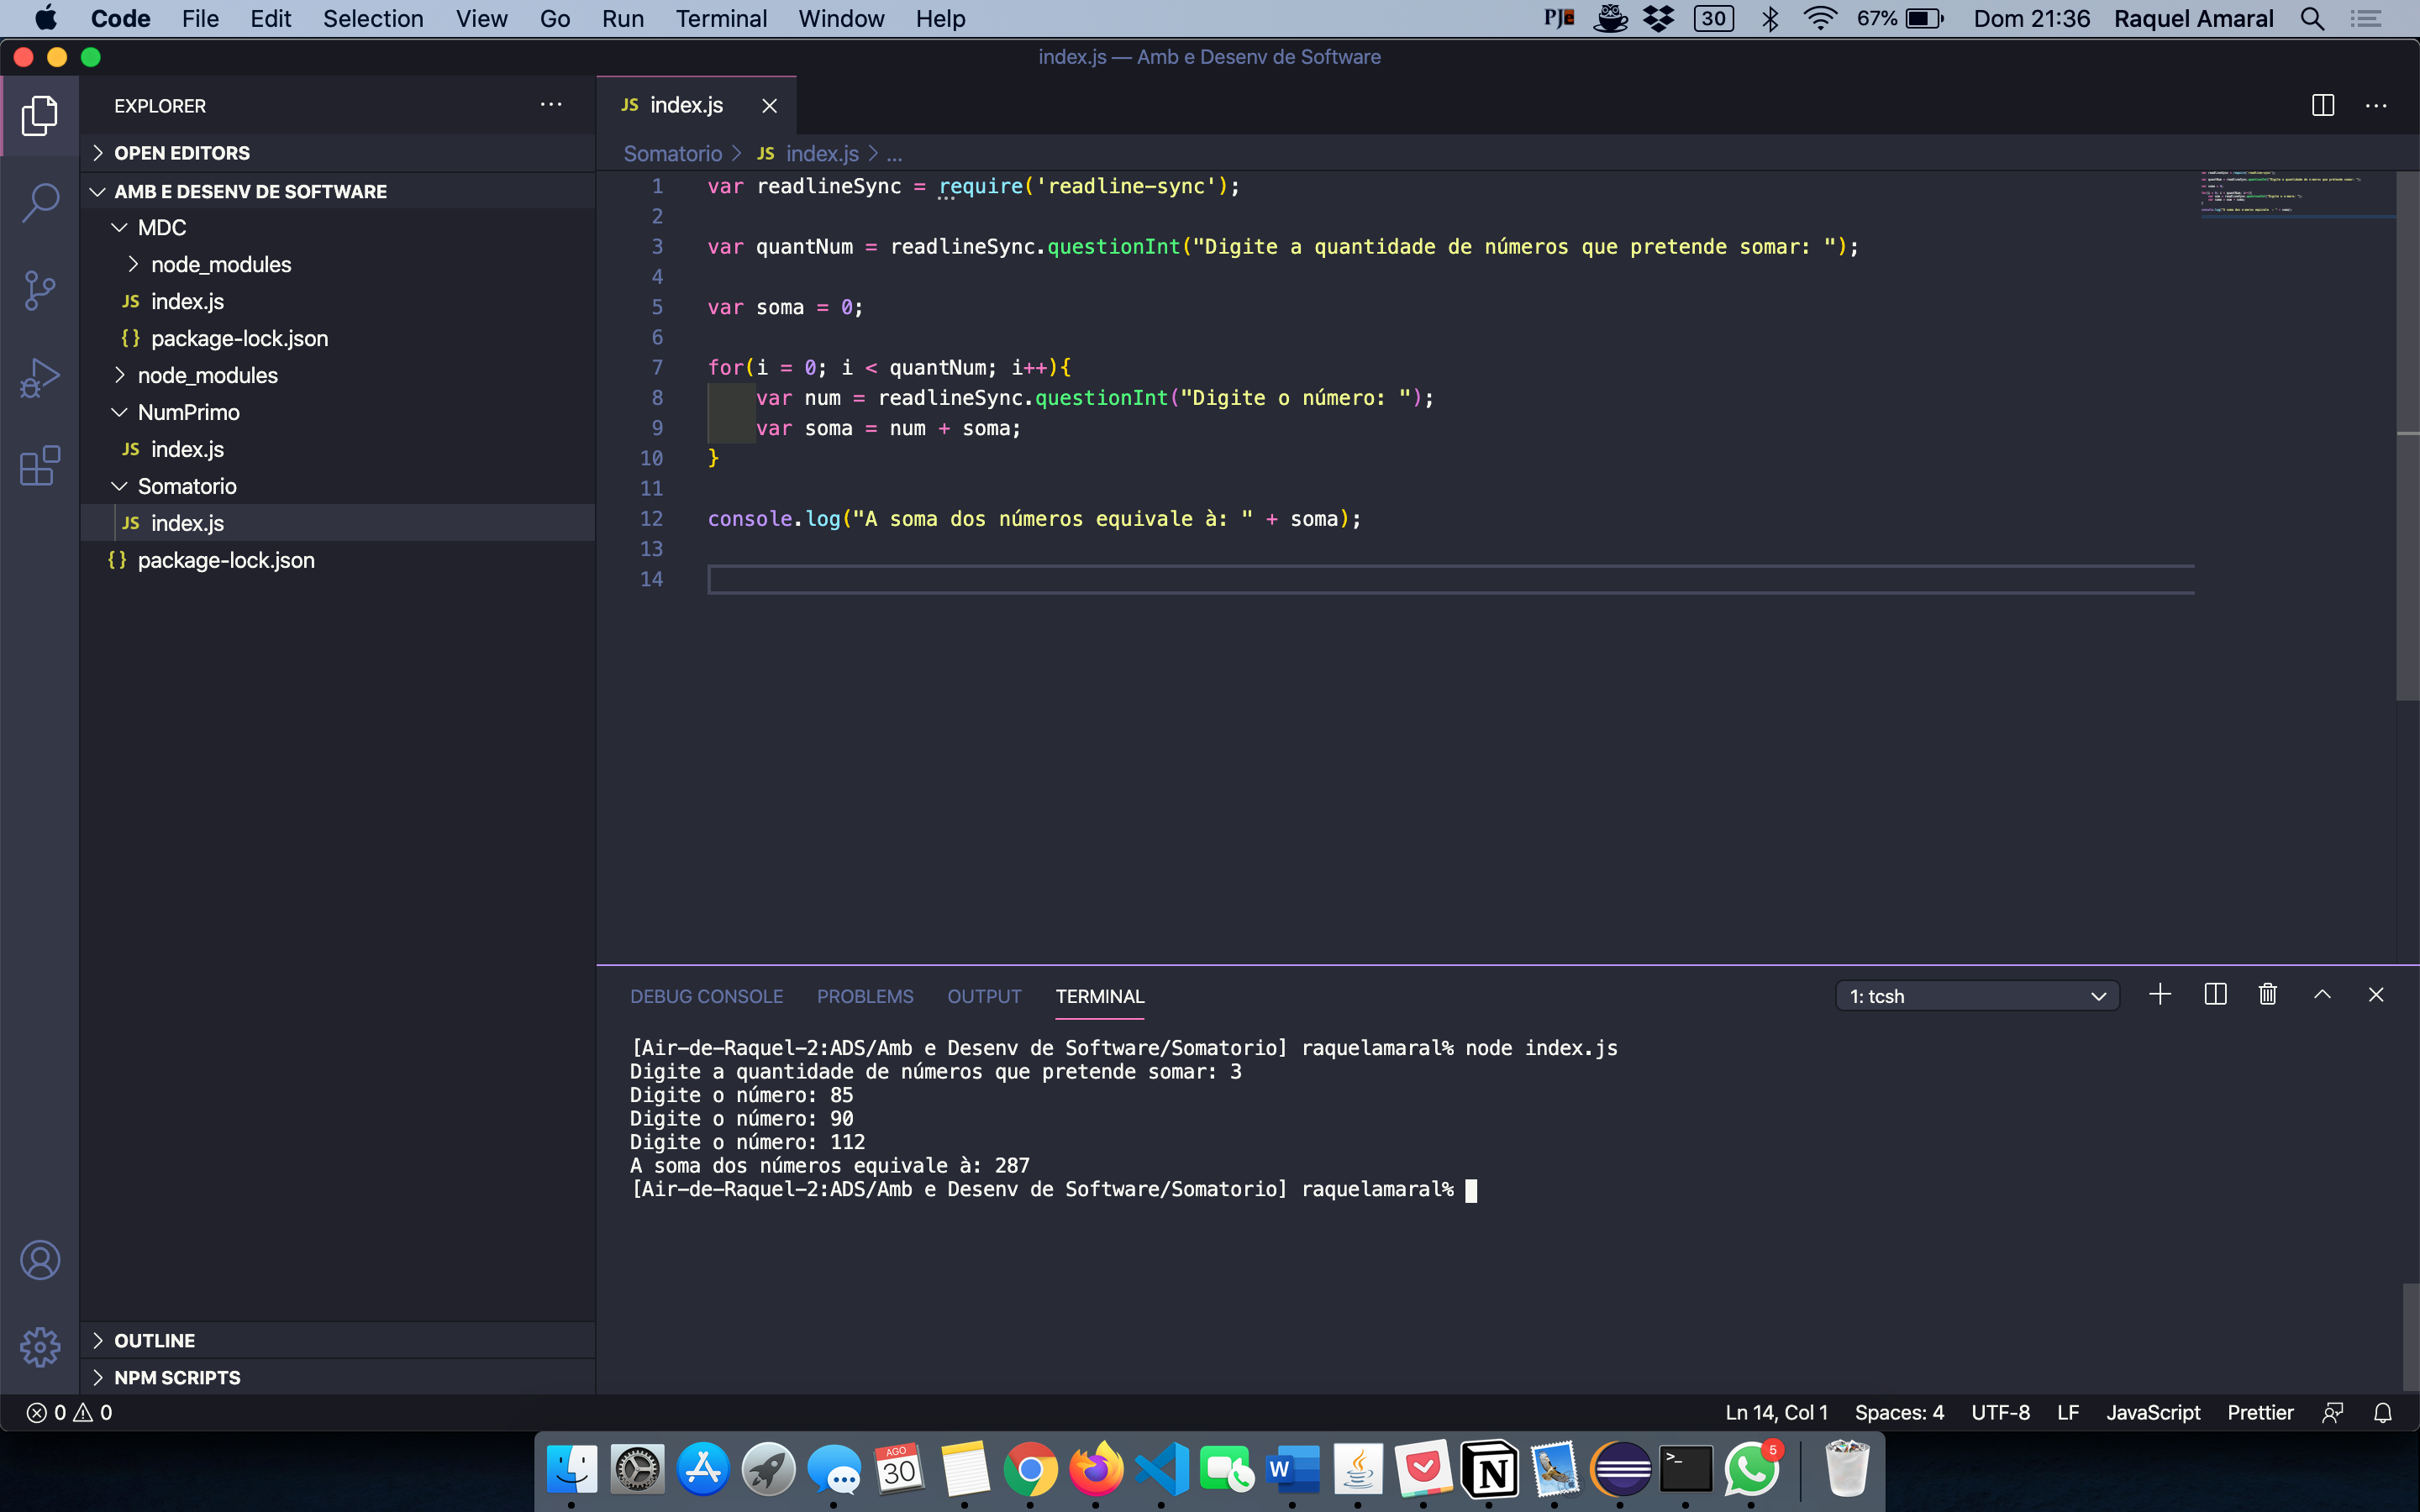 Code File Edit Selection View Go Run Terminal Window Help PJe 30 67% Dom 21:36 Raquel Amaral
index.js — Amb e Desenv de Software
EXPLORER ...
JS index.js
OPEN EDITORS
Somatorio > JS index.js > ...
AMB E DESENV DE SOFTWARE
MDC
node_modules
JS index.js
{} package-lock.json
node_modules
NumPrimo
JS index.js
Somatorio
JS index.js
{} package-lock.json
OUTLINE
NPM SCRIPTS
1 var readlineSync = require('readline-sync');
2
3 var quantNum = readlineSync.questionInt("Digite a quantidade de números que pretende somar: ");
4
5 var soma = 0;
6
7 for(i = 0; i < quantNum; i++){
8 var num = readlineSync.questionInt("Digite o número: ");
9 var soma = num + soma;
10 }
11
12 console.log("A soma dos números equivale à: " + soma);
13
14
DEBUG CONSOLE PROBLEMS OUTPUT TERMINAL 1: tcsh
[Air-de-Raquel-2:ADS/Amb e Desenv de Software/Somatorio] raquelamaral% node index.js
Digite a quantidade de números que pretende somar: 3
Digite o número: 85
Digite o número: 90
Digite o número: 112
A soma dos números equivale à: 287
[Air-de-Raquel-2:ADS/Amb e Desenv de Software/Somatorio] raquelamaral%
0 0 Ln 14, Col 1 Spaces: 4 UTF-8 LF JavaScript Prettier
AGO
30
W
N
>_
5